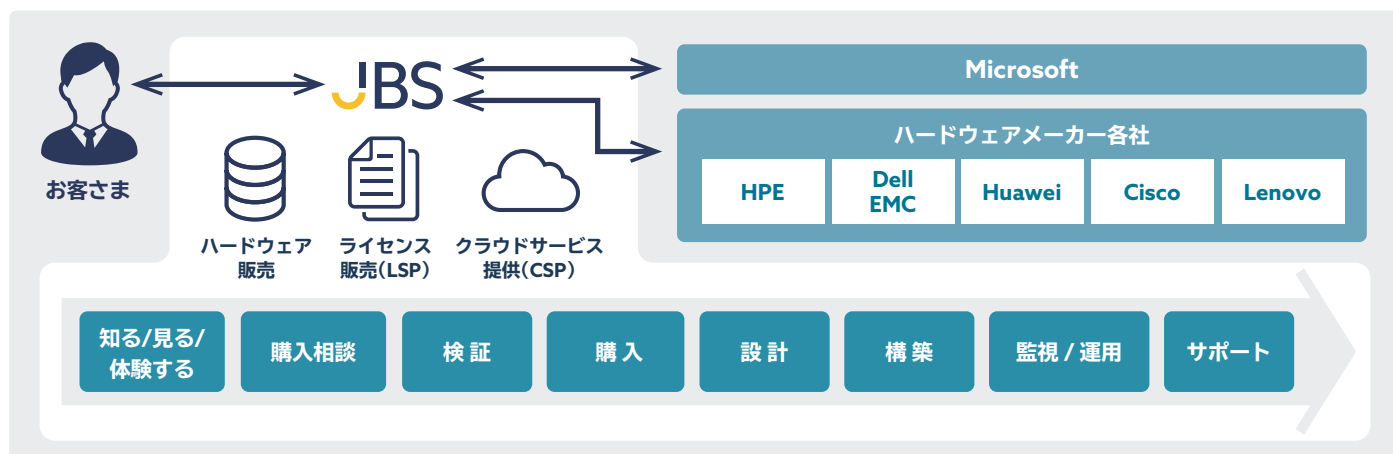 JBS
Microsoft
ハードウェアメーカー各社
HPE
Dell
EMC
Huawei
Cisco
Lenovo
お客さま
ハードウェア
販売
ライセンス
販売(LSP)
クラウドサービス
提供(CSP)
知る/見る/
体験する
購入相談
検 証
購 入
設 計
構 築
監視 / 運用
サポート